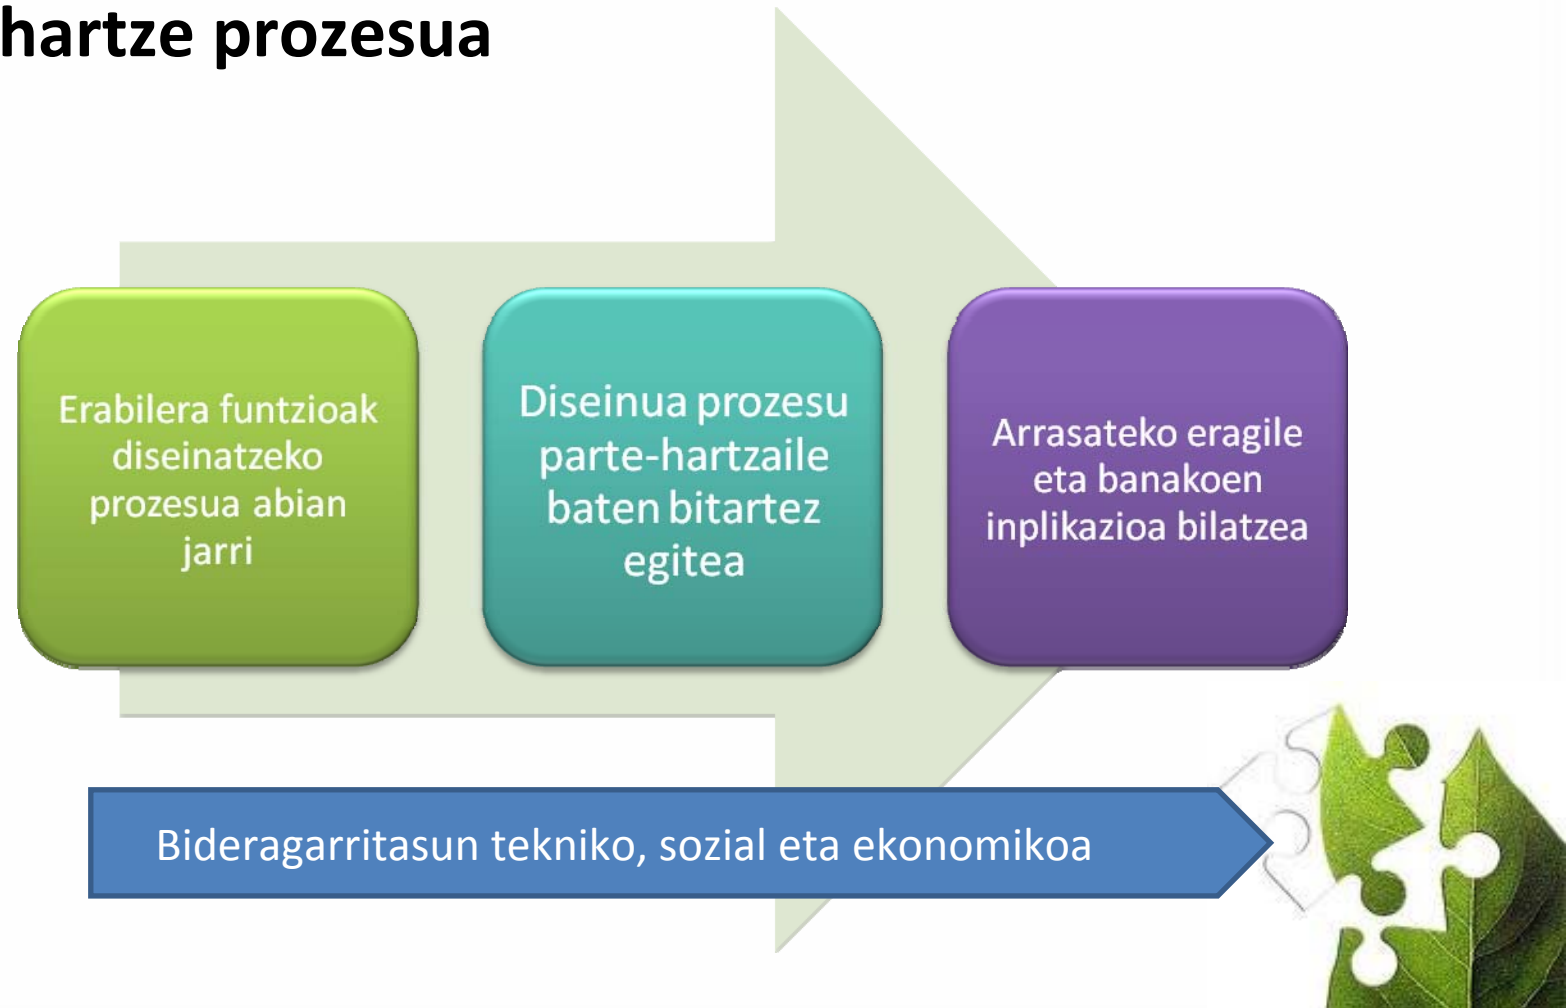 hartze prozesua
Erabilera funtzioak
diseinatzeko
prozesua abian
jarri
Diseinua prozesu
parte-hartzaile
baten bitartez
egitea
Arrasateko eragile
eta banakoen
inplikazioa bilatzea
Bideragarritasun tekniko, sozial eta ekonomikoa